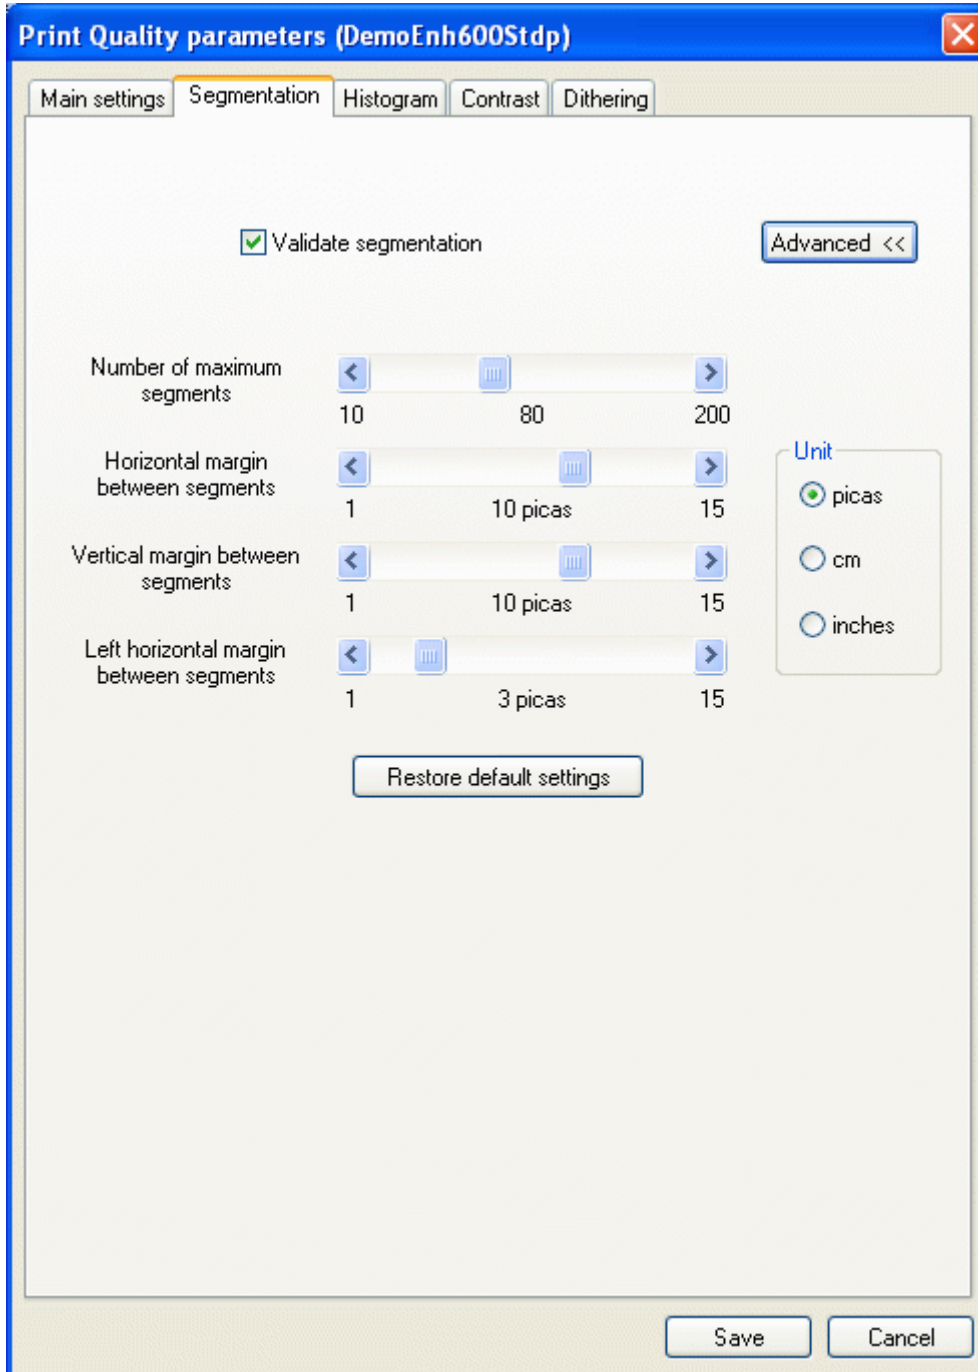 Print Quality parameters (DemoEnh600Stdp)
Main settings Segmentation Histogram Contrast Dithering
Validate segmentation
Advanced <<
Number of maximum
segments
10 80 200
Horizontal margin
between segments
1 10 picas 15
Vertical margin between
segments
1 10 picas 15
Left horizontal margin
between segments
1 3 picas 15
Unit
picas
cm
inches
Restore default settings
Save Cancel